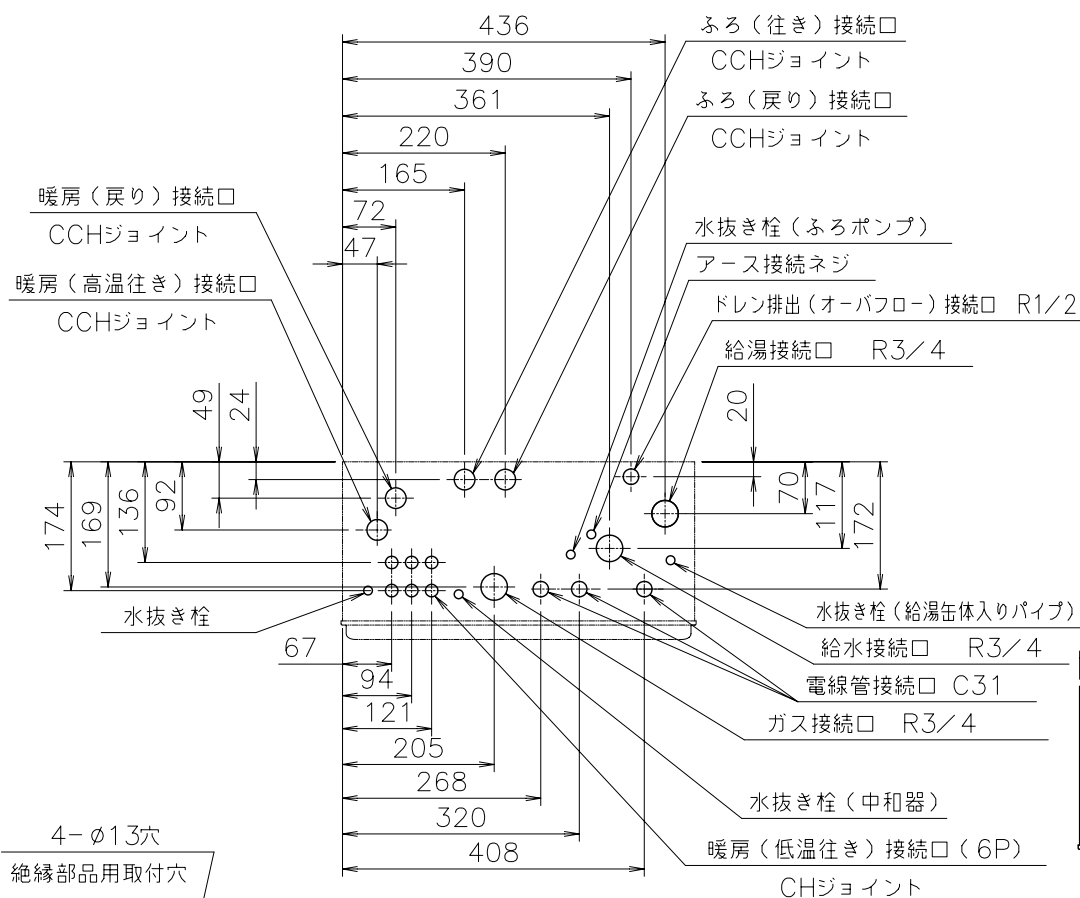 436
390
361
220
165
72
47
ふろ（往き）接続口
CCHジョイント
ふろ（戻り）接続口
CCHジョイント
暖房（戻り）接続口
CCHジョイント
暖房（高温往き）接続口
CCHジョイント
水抜き栓（ふろポンプ）
アース接続ネジ
ドレン排出（オーバフロー）接続口 R1/2
給湯接続口 R3/4
49
24
20
174
169
136
92
70
117
172
水抜き栓
水抜き栓（給湯缶体入りパイプ）
給水接続口 R3/4
電線管接続口 C31
ガス接続口 R3/4
67
94
121
205
268
320
408
水抜き栓（中和器）
暖房（低温往き）接続口（6P）
CHジョイント
4-φ13穴
絶縁部品用取付穴